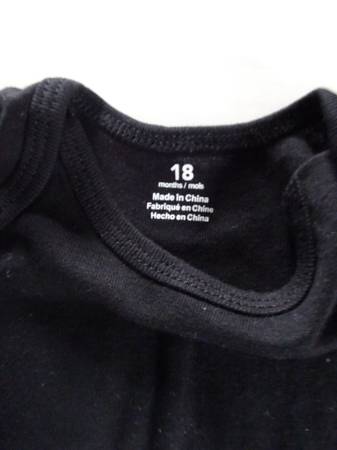 18
months / mois
Made in China
Fabriqué en Chine
Hecho en China